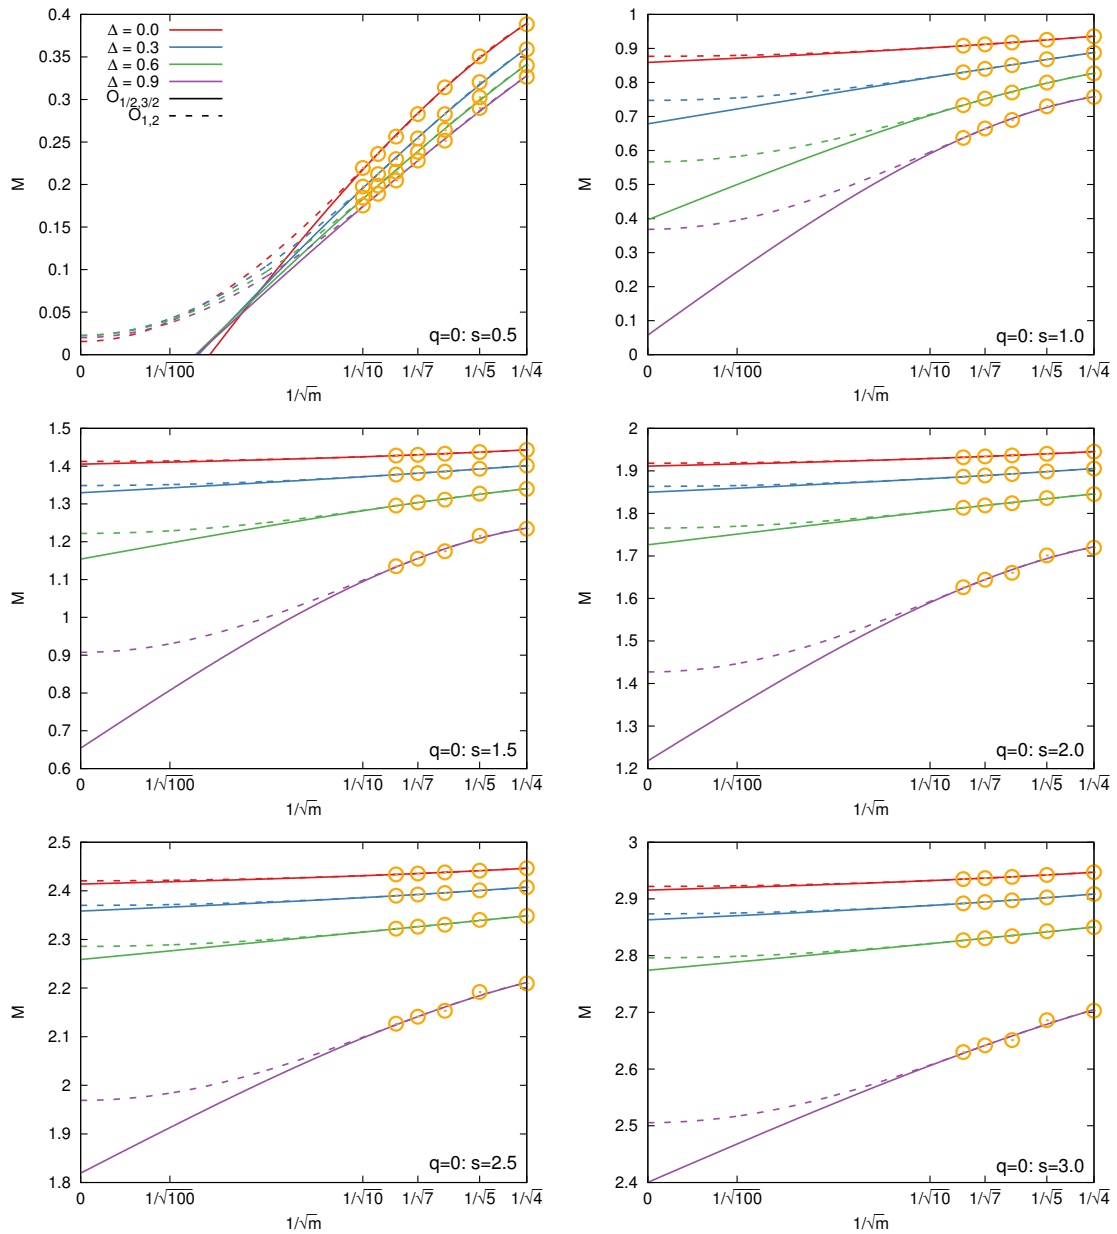 0.4
0.35
0.3
0.25
0.2
0.15
0.1
0.05
0
M
Δ = 0.0
Δ = 0.3
Δ = 0.6
Δ = 0.9
O1/2,3/2
O1,2
q=0: s=0.5
0 1/√100 1/√10 1/√7 1/√5 1/√4
1/√m
1
0.9
0.8
0.7
0.6
0.5
0.4
0.3
0.2
0.1
0
M
q=0: s=1.0
0 1/√100 1/√10 1/√7 1/√5 1/√4
1/√m
1.5
1.4
1.3
1.2
1.1
1
0.9
0.8
0.7
0.6
M
q=0: s=1.5
0 1/√100 1/√10 1/√7 1/√5 1/√4
1/√m
2
1.9
1.8
1.7
1.6
1.5
1.4
1.3
1.2
M
q=0: s=2.0
0 1/√100 1/√10 1/√7 1/√5 1/√4
1/√m
2.5
2.4
2.3
2.2
2.1
2
1.9
1.8
M
q=0: s=2.5
0 1/√100 1/√10 1/√7 1/√5 1/√4
1/√m
3
2.9
2.8
2.7
2.6
2.5
2.4
M
q=0: s=3.0
0 1/√100 1/√10 1/√7 1/√5 1/√4
1/√m